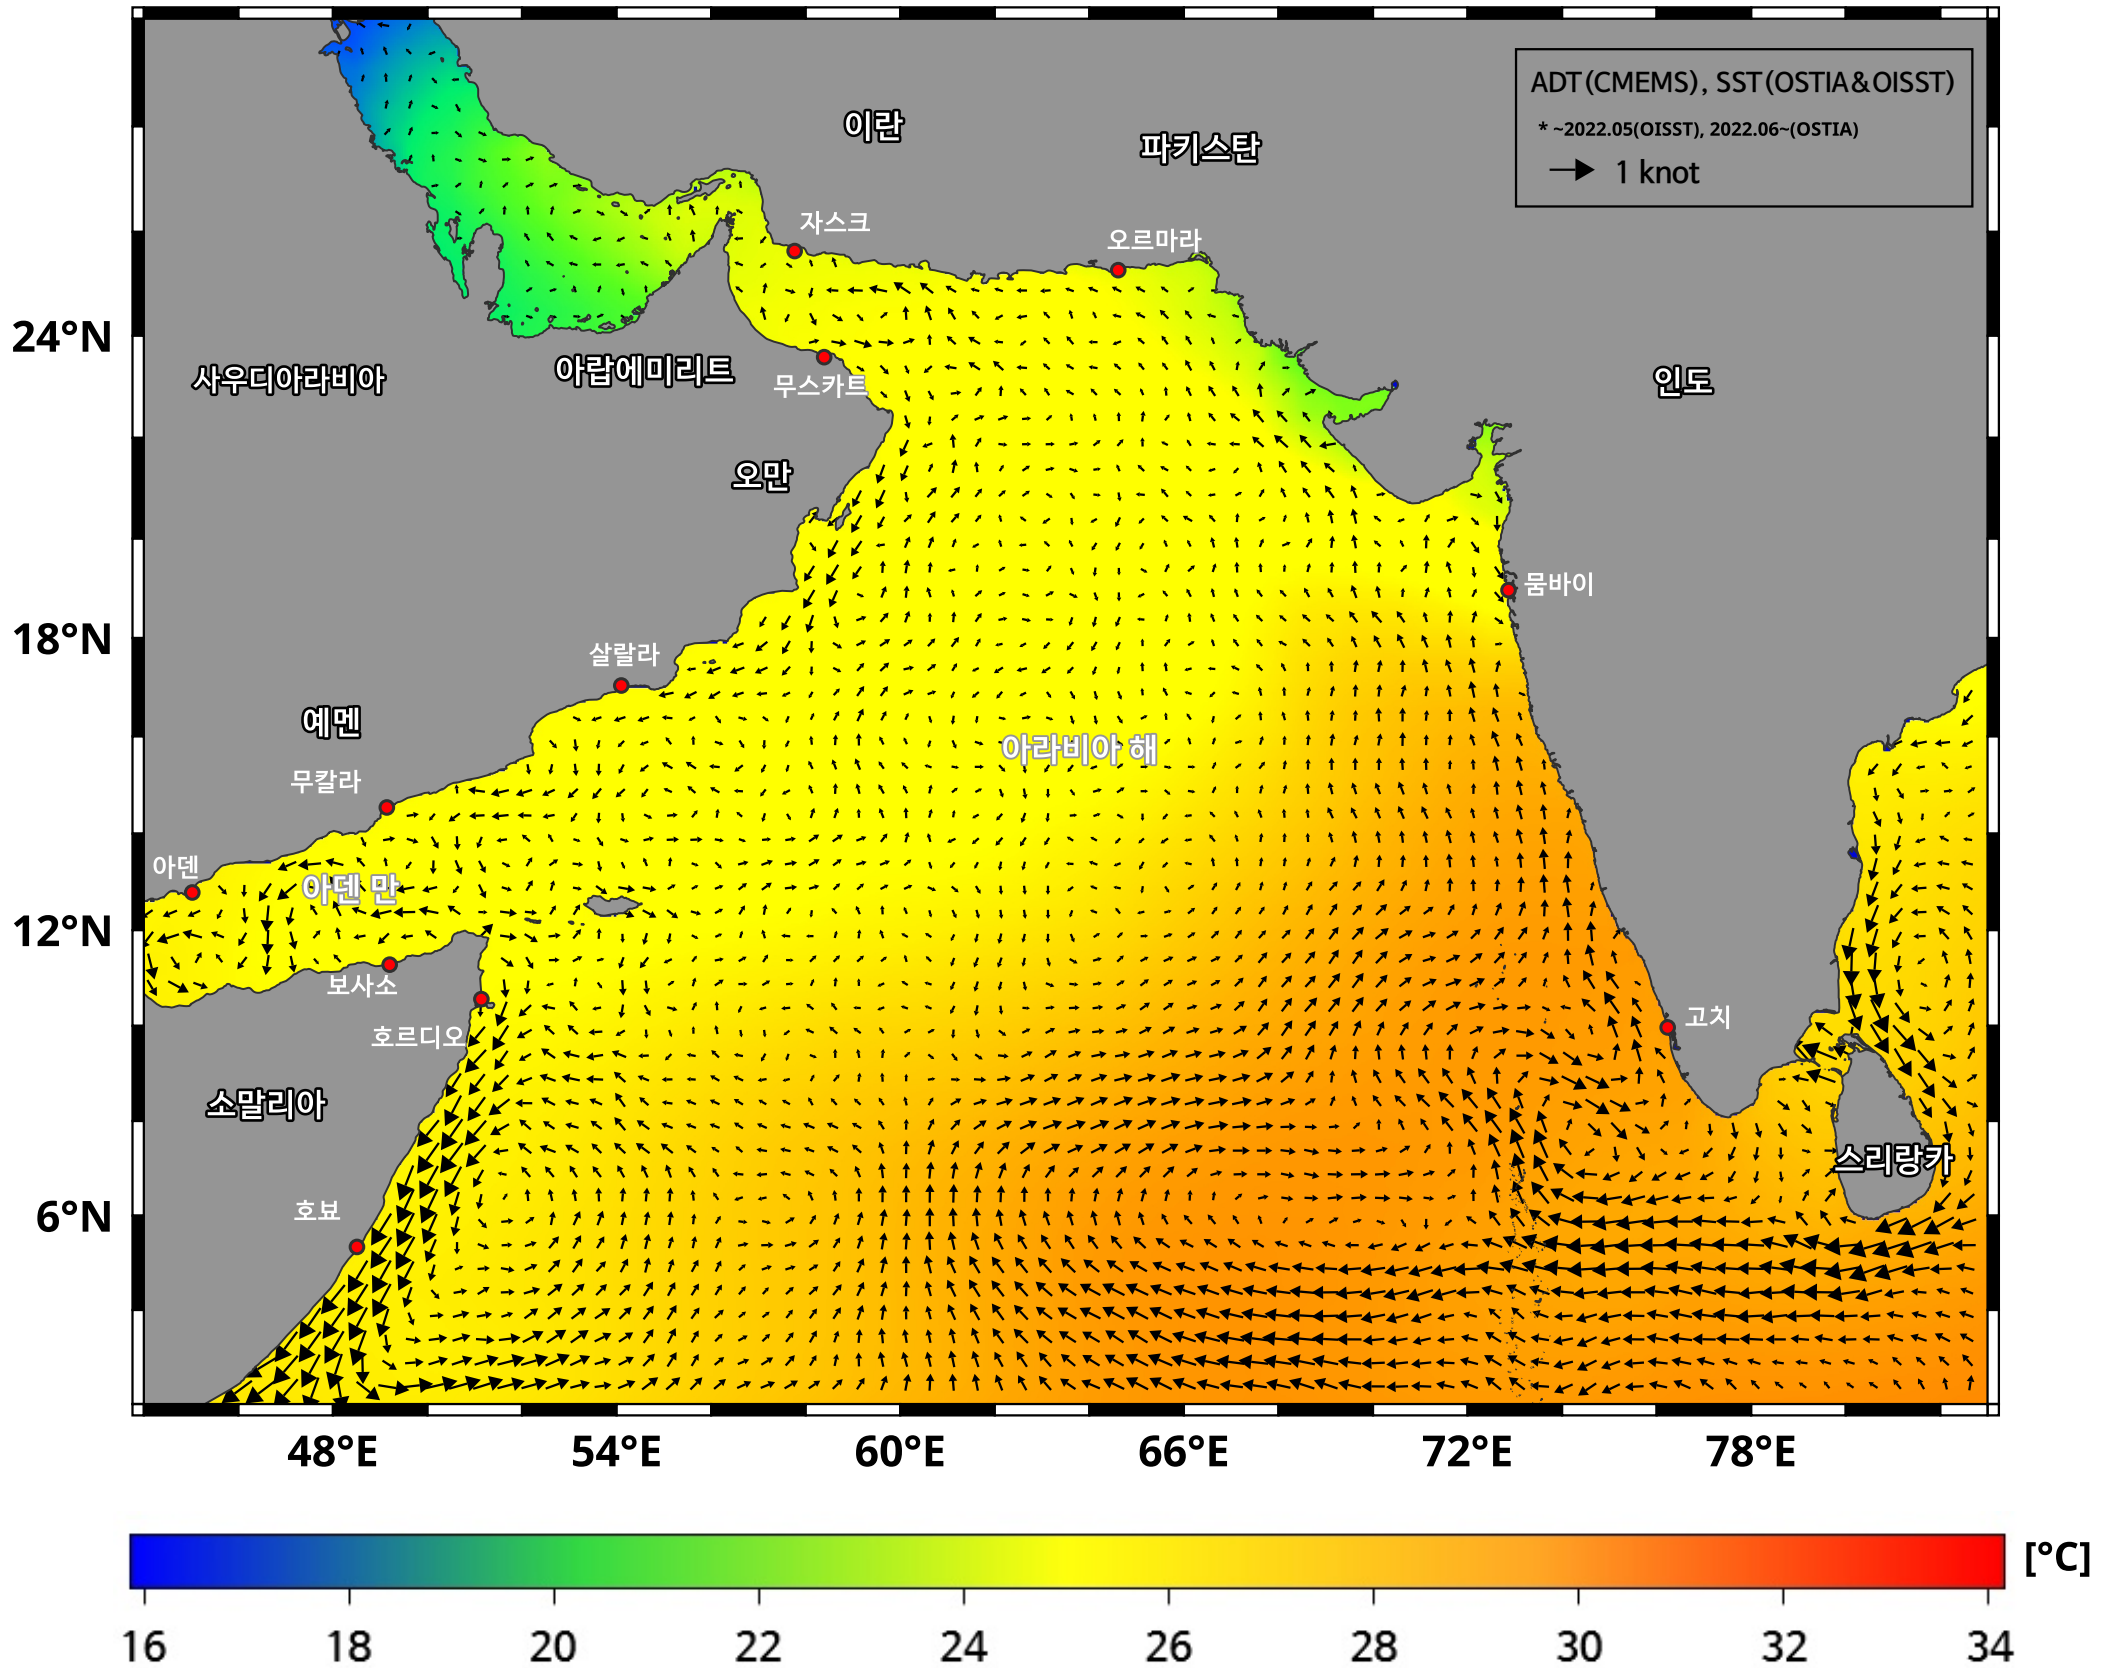 ADT(CMEMS), SST(OSTIA&OISST)
* ~2022.05(OISST), 2022.06~(OSTIA)
1 knot
이란
파키스탄
자스크
오르마라
24°N
사우디아라비아
아랍에미리트
무스카트
인도
오만
뭄바이
18°N
살랄라
예멘
아라비아 해
무칼라
아덴
아덴 만
12°N
보사소
고치
호르디오
소말리아
스리랑카
6°N
호뵤
48°E 54°E 60°E 66°E 72°E 78°E
[°C]
16 18 20 22 24 26 28 30 32 34